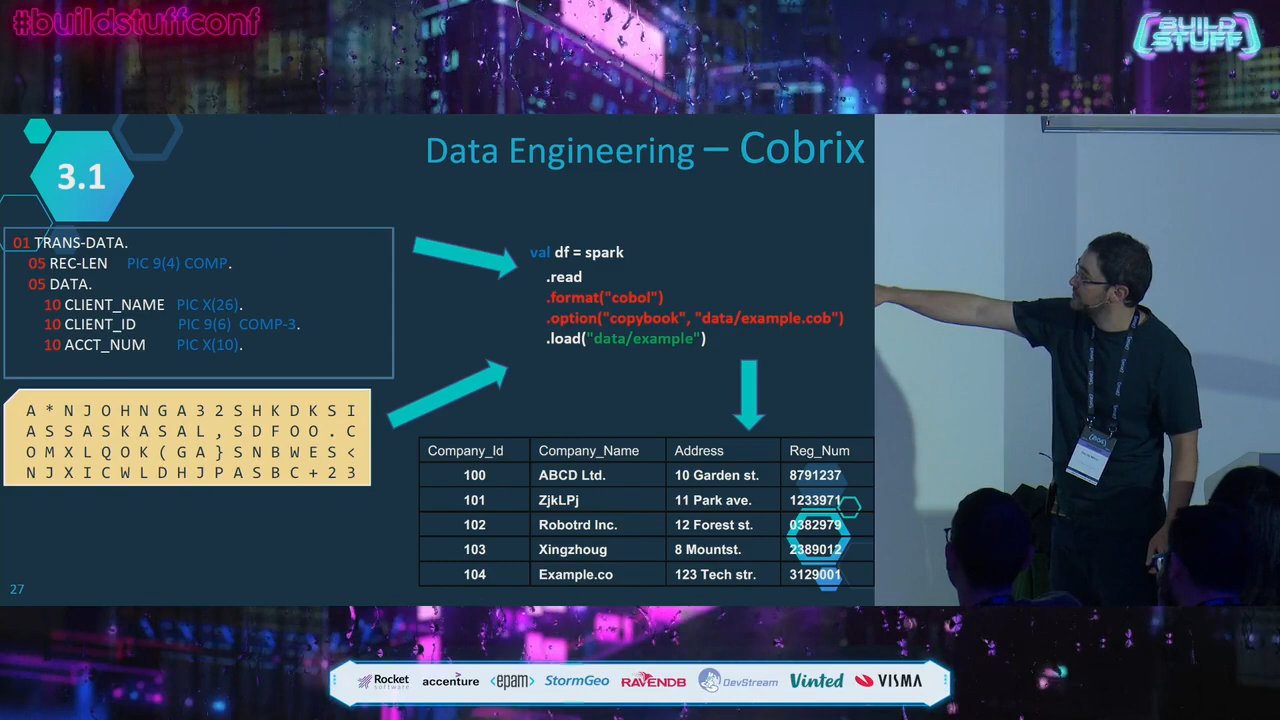 #buildstuffconf
BUILD
STUFF
3.1
Data Engineering – Cobrix
01 TRANS-DATA.
05 REC-LEN PIC 9(4) COMP.
05 DATA.
10 CLIENT_NAME PIC X(26).
10 CLIENT_ID PIC 9(6) COMP-3.
10 ACCT_NUM PIC X(10).
val df = spark
.read
.format("cobol")
.option("copybook", "data/example.cob")
.load("data/example")
A * N J O H N G A 3 2 S H K D K S I
A S S A S K A S A L , S D F O O . C
O M X L Q O K ( G A } S N B W E S <
N J X I C W L D H J P A S B C + 2 3
Company_Id Company_Name Address Reg_Num
100 ABCD Ltd. 10 Garden st. 8791237
101 ZjkLPj 11 Park ave. 1233971
102 Robotrd Inc. 12 Forest st. 0382979
103 Xingzhoug 8 Mountst. 2389012
104 Example.co 123 Tech str. 3129001
27
Rocket
software
accenture
<epam>
StormGeo
RAVENDB
DevStream
Vinted
VISMA